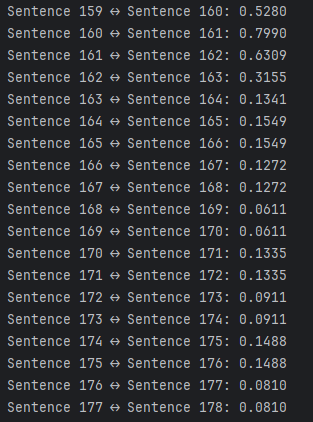 Sentence 159 ↔ Sentence 160: 0.5280
Sentence 160 ↔ Sentence 161: 0.7990
Sentence 161 ↔ Sentence 162: 0.6309
Sentence 162 ↔ Sentence 163: 0.3155
Sentence 163 ↔ Sentence 164: 0.1341
Sentence 164 ↔ Sentence 165: 0.1549
Sentence 165 ↔ Sentence 166: 0.1549
Sentence 166 ↔ Sentence 167: 0.1272
Sentence 167 ↔ Sentence 168: 0.1272
Sentence 168 ↔ Sentence 169: 0.0611
Sentence 169 ↔ Sentence 170: 0.0611
Sentence 170 ↔ Sentence 171: 0.1335
Sentence 171 ↔ Sentence 172: 0.1335
Sentence 172 ↔ Sentence 173: 0.0911
Sentence 173 ↔ Sentence 174: 0.0911
Sentence 174 ↔ Sentence 175: 0.1488
Sentence 175 ↔ Sentence 176: 0.1488
Sentence 176 ↔ Sentence 177: 0.0810
Sentence 177 ↔ Sentence 178: 0.0810